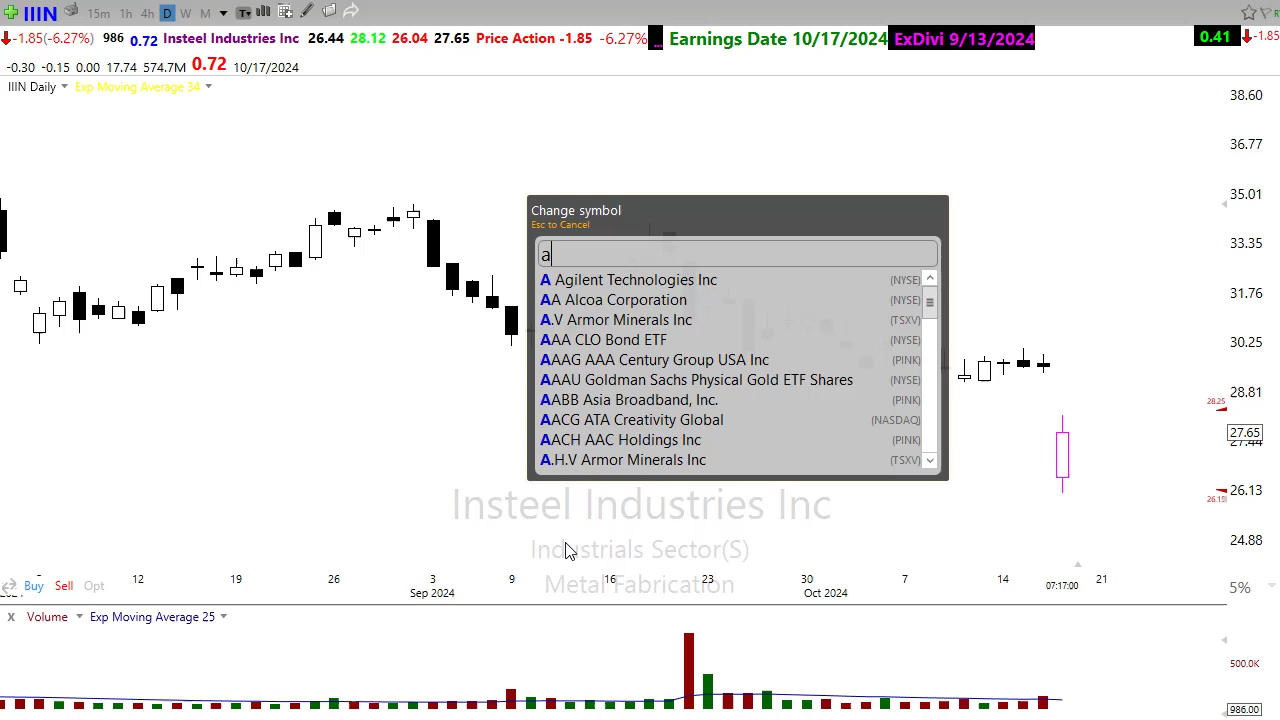 IIIN 15m 1h 4h D W M T
-1.85(-6.27%) 986 0.72 Insteel Industries Inc 26.44 28.12 26.04 27.65 Price Action -1.85 -6.27% ... Earnings Date 10/17/2024 ExDivi 9/13/2024 0.41 -1.85
-0.30 -0.15 0.00 17.74 574.7M 0.72 10/17/2024
IIIN Daily Exp Moving Average 34
38.60
36.77
35.01
33.35
31.76
30.25
28.81
28.25
27.65
27.44
26.13
26.15
24.88
Change symbol
Esc to Cancel
a
A Agilent Technologies Inc (NYSE)
AA Alcoa Corporation (NYSE)
A.V Armor Minerals Inc (TSXV)
AAA CLO Bond ETF (NYSE)
AAAG AAA Century Group USA Inc (PINK)
AAAU Goldman Sachs Physical Gold ETF Shares (NYSE)
AABB Asia Broadband, Inc. (PINK)
AACG ATA Creativity Global (NASDAQ)
AACH AAC Holdings Inc (PINK)
A.H.V Armor Minerals Inc (TSXV)
Insteel Industries Inc
Industrials Sector(S)
Metal Fabrication
Buy Sell Opt
12 19 26 3 9 16 23 30 7 14 07:17:00 21
Sep 2024 Oct 2024
5%
X Volume Exp Moving Average 25
500.0K
986.00